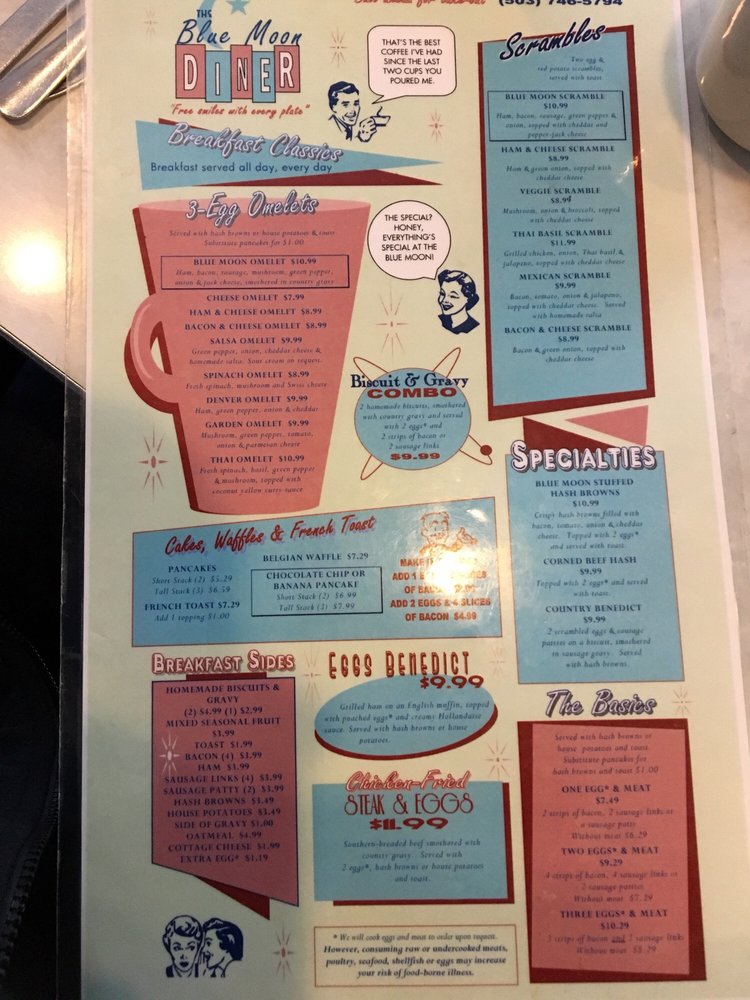 (503) 746-5794
THE
Blue Moon
DINER
"Free smiles with every plate"
THAT'S THE BEST
COFFEE I'VE HAD
SINCE THE LAST
TWO CUPS YOU
POURED ME.
Breakfast Classics
Breakfast served all day, every day
3-Egg Omelets
Served with hash browns or house potatoes & toast
Substitute pancakes for $1.00
BLUE MOON OMELET $10.99
Ham, bacon, sausage, mushroom, green pepper,
onion & jack cheese, smothered in country gravy
CHEESE OMELET $7.99
HAM & CHEESE OMELET $8.99
BACON & CHEESE OMELET $8.99
SALSA OMELET $9.99
Green pepper, onion, cheddar cheese &
homemade salsa. Sour cream on request.
SPINACH OMELET $8.99
Fresh spinach, mushroom and Swiss cheese
DENVER OMELET $9.99
Ham, green pepper, onion & cheddar
GARDEN OMELET $9.99
Mushroom, green pepper, tomato,
onion & parmesan cheese
THAI OMELET $10.99
Fresh spinach, basil, green pepper
& mushroom, topped with
coconut yellow curry sauce
THE SPECIAL?
HONEY,
EVERYTHING'S
SPECIAL AT THE
BLUE MOON!
Biscuit & Gravy
COMBO
2 homemade biscuits, smothered
with country gravy and served
with 2 eggs* and
2 strips of bacon or
2 sausage links
$9.99
Scrambles
Two egg &
red potato scrambles,
served with toast
BLUE MOON SCRAMBLE
$10.99
Ham, bacon, sausage, green pepper &
onion, topped with cheddar and
pepper-jack cheese
HAM & CHEESE SCRAMBLE
$8.99
Ham & green onion, topped with
cheddar cheese
VEGGIE SCRAMBLE
$8.99
Mushroom, onion & broccoli, topped
with cheddar cheese
THAI BASIL SCRAMBLE
$11.99
Grilled chicken, onion, Thai basil, &
jalapeno, topped with cheddar cheese
MEXICAN SCRAMBLE
$9.99
Bacon, tomato, onion & jalapeno,
topped with cheddar cheese. Served
with homemade salsa
BACON & CHEESE SCRAMBLE
$8.99
Bacon & green onion, topped with
cheddar cheese
Cakes, Waffles & French Toast
PANCAKES
Short Stack (2) $5.29
Tall Stack (3) $6.59
FRENCH TOAST $7.29
Add 1 topping $1.00
BELGIAN WAFFLE $7.29
CHOCOLATE CHIP OR
BANANA PANCAKE
Short Stack (2) $6.99
Tall Stack (3) $7.99
MAKE
ADD 1
OF
ADD 2 EGGS & 4 SLICES
OF BACON $4.99
SPECIALTIES
BLUE MOON STUFFED
HASH BROWNS
$10.99
Crispy hash browns filled with
bacon, tomato, onion & cheddar
cheese. Topped with 2 eggs*
and served with toast.
CORNED BEEF HASH
$9.99
Topped with 2 eggs* and served
with toast.
COUNTRY BENEDICT
$9.99
2 scrambled eggs & sausage
patties on a biscuit, smothered
in sausage gravy. Served
with hash browns.
BREAKFAST SIDES
HOMEMADE BISCUITS &
GRAVY
(2) $4.99 (1) $2.99
MIXED SEASONAL FRUIT
$3.99
TOAST $1.99
BACON (4) $3.99
HAM $3.99
SAUSAGE LINKS (4) $3.99
SAUSAGE PATTY (2) $3.99
HASH BROWNS $3.49
HOUSE POTATOES $3.49
SIDE OF GRAVY $1.00
OATMEAL $4.99
COTTAGE CHEESE $1.99
EXTRA EGG* $1.19
EGGS BENEDICT
$9.99
Grilled ham on an English muffin, topped
with poached eggs* and creamy Hollandaise
sauce. Served with hash browns or house
potatoes.
Chicken-Fried
STEAK & EGGS
$11.99
Southern-breaded beef smothered with
country gravy. Served with
2 eggs*, hash browns or house potatoes
and toast.
* We will cook eggs and meat to order upon request.
However, consuming raw or undercooked meats,
poultry, seafood, shellfish or eggs may increase
your risk of food-borne illness.
The Basics
Served with hash browns or
house potatoes and toast.
Substitute pancakes for
hash browns and toast $1.00
ONE EGG* & MEAT
$7.49
2 strips of bacon, 2 sausage links or
a sausage patty
Without meat $6.29
TWO EGGS* & MEAT
$9.29
4 strips of bacon, 4 sausage links or
2 sausage patties
Without meat $7.29
THREE EGGS* & MEAT
$10.29
3 strips of bacon and 2 sausage links
Without meat $8.29